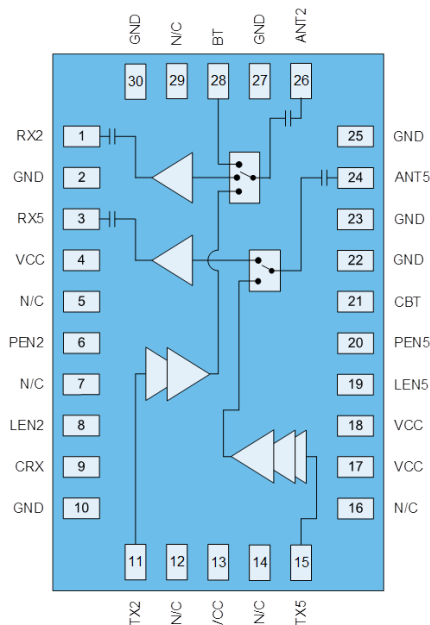 GND N/C BT GND ANT2
30 29 28 27 26
RX2 1
GND 2
RX5 3
VCC 4
N/C 5
PEN2 6
N/C 7
LEN2 8
CRX 9
GND 10
25 GND
24 ANT5
23 GND
22 GND
21 CBT
20 PEN5
19 LEN5
18 VCC
17 VCC
16 N/C
11 12 13 14 15
TX2 N/C VCC N/C TX5